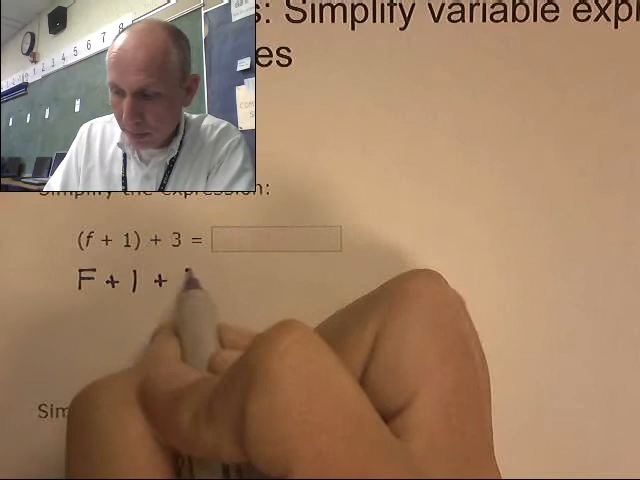 s: Simplify variable exp
es
Simplify the expression:
(f + 1) + 3 =
F + 1 +
Sim